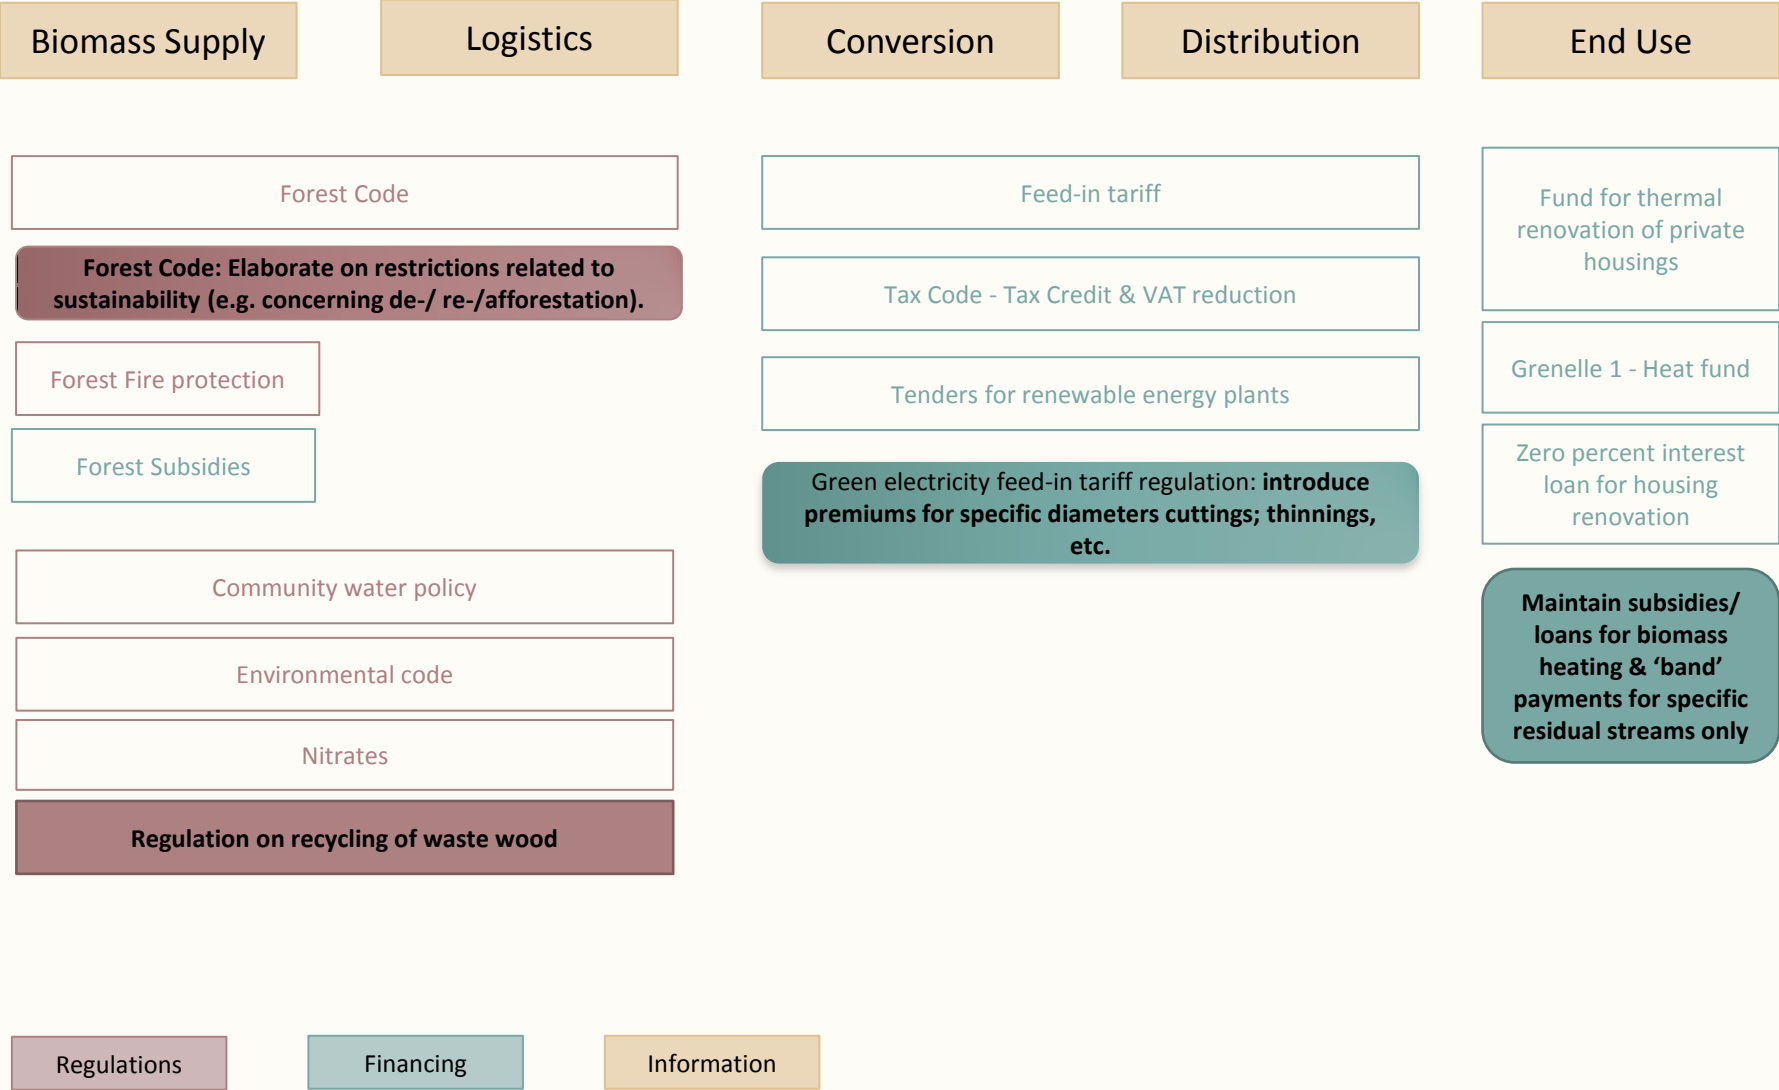 Biomass Supply
Logistics
Conversion
Distribution
End Use
Forest Code
Forest Code: Elaborate on restrictions related to
sustainability (e.g. concerning de-/ re-/afforestation).
Forest Fire protection
Forest Subsidies
Community water policy
Environmental code
Nitrates
Regulation on recycling of waste wood
Feed-in tariff
Tax Code - Tax Credit & VAT reduction
Tenders for renewable energy plants
Green electricity feed-in tariff regulation: introduce
premiums for specific diameters cuttings; thinnings,
etc.
Fund for thermal
renovation of private
housings
Grenelle 1 - Heat fund
Zero percent interest
loan for housing
renovation
Maintain subsidies/
loans for biomass
heating & ‘band’
payments for specific
residual streams only
Regulations
Financing
Information